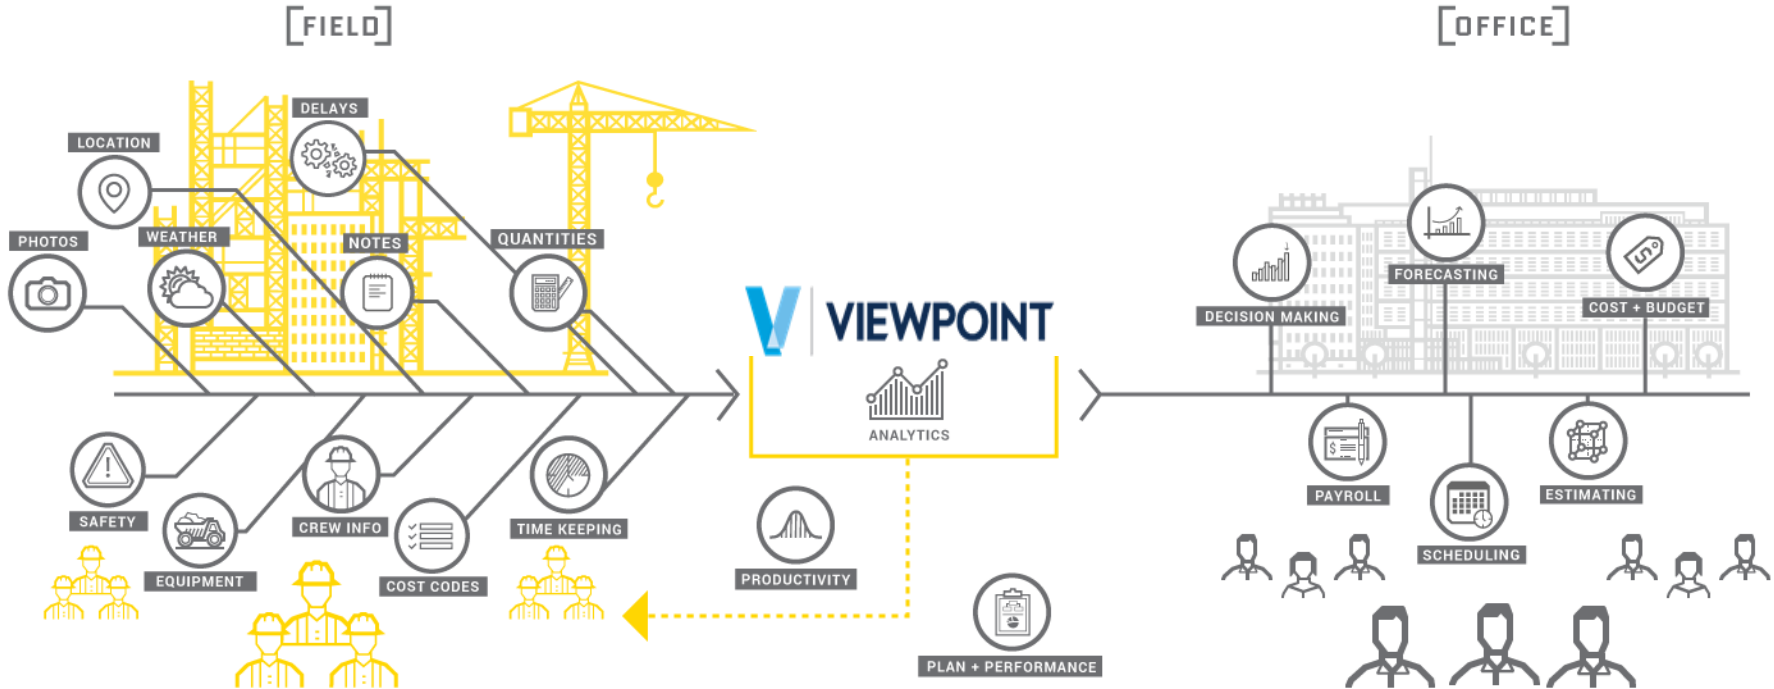 [FIELD]
[OFFICE]
DELAYS
LOCATION
PHOTOS
WEATHER
NOTES
QUANTITIES
VIEWPOINT
ANALYTICS
SAFETY
EQUIPMENT
CREW INFO
COST CODES
TIME KEEPING
PRODUCTIVITY
PLAN + PERFORMANCE
DECISION MAKING
FORECASTING
COST + BUDGET
PAYROLL
SCHEDULING
ESTIMATING